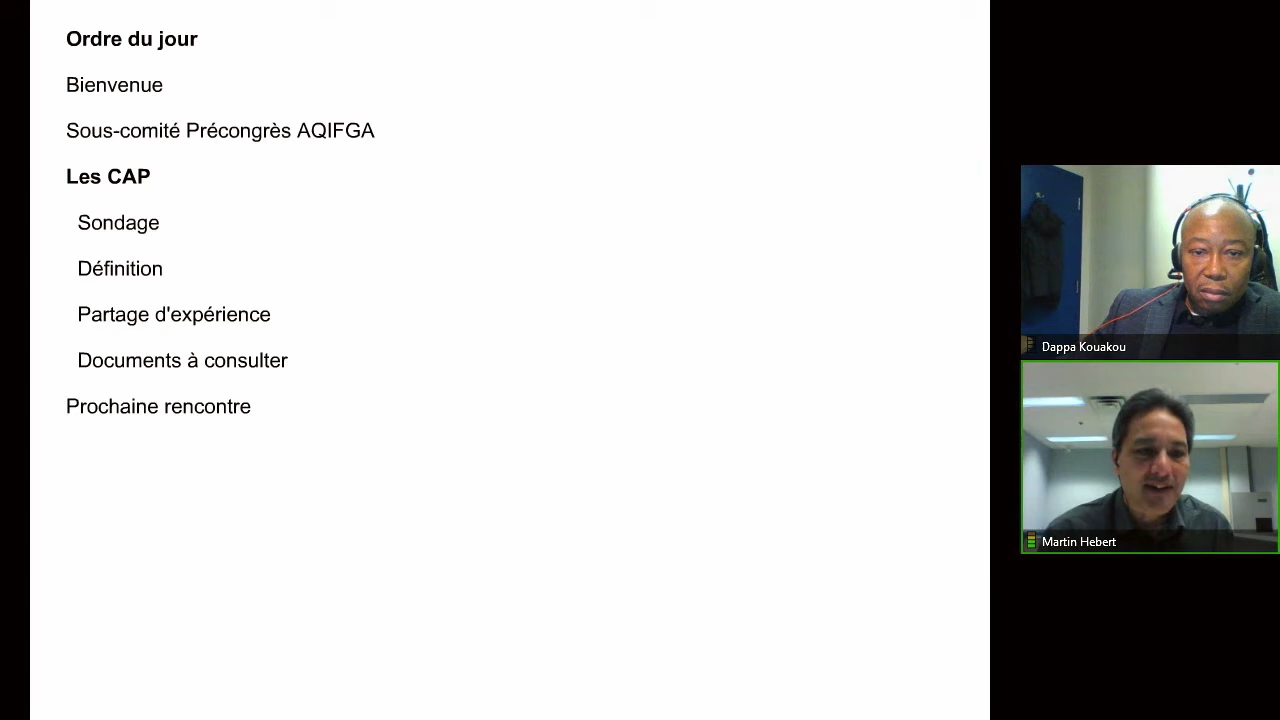 Ordre du jour
Bienvenue
Sous-comité Précongrès AQIFGA
Les CAP
Sondage
Définition
Partage d'expérience
Documents à consulter
Prochaine rencontre
Dappa Kouakou
Martin Hebert